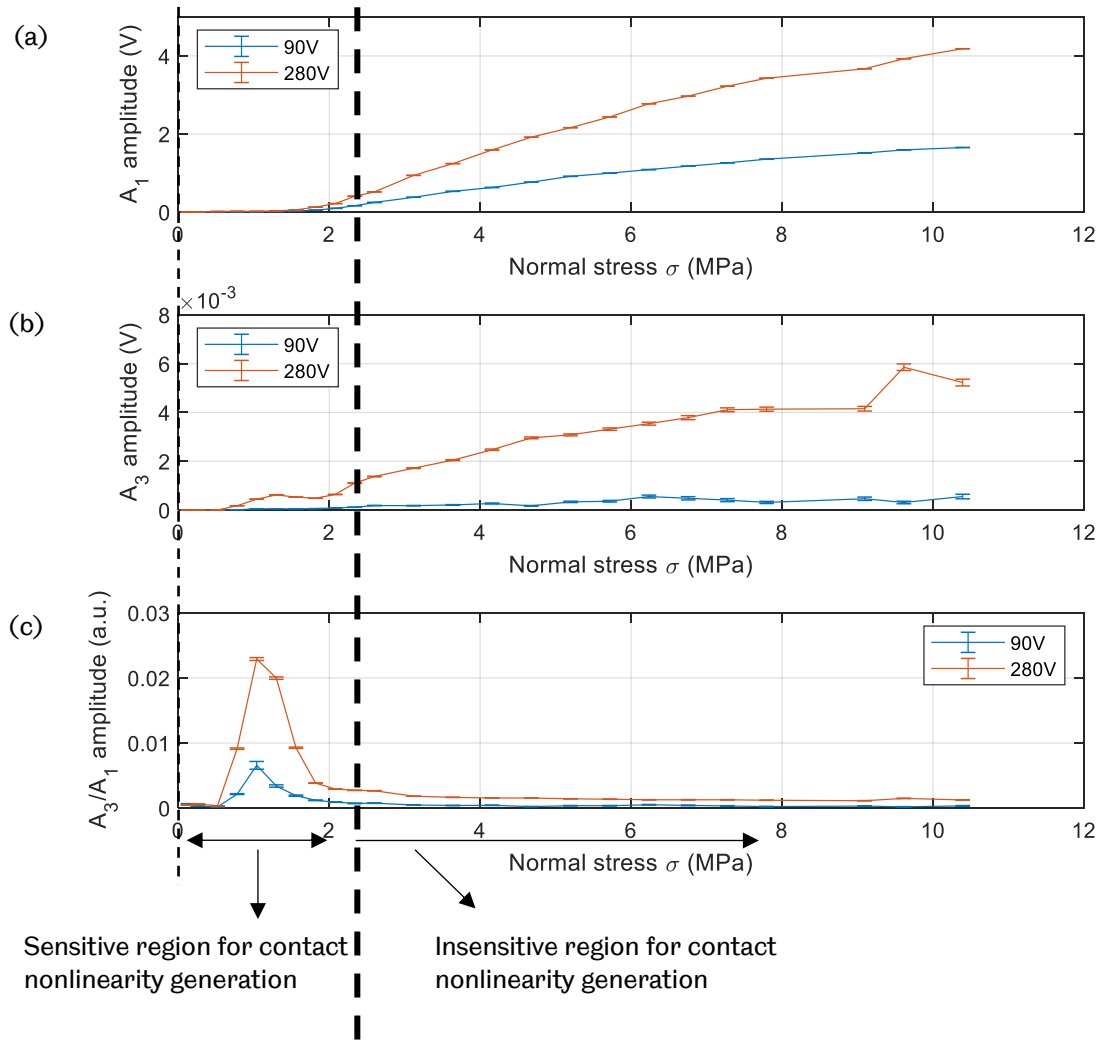 (a)
A1 amplitude (V)
4
2
0
90V
280V
0 2 4 6 8 10 12
Normal stress σ (MPa)
(b)
×10-3
A3 amplitude (V)
8
6
4
2
0
90V
280V
0 2 4 6 8 10 12
Normal stress σ (MPa)
(c)
A3/A1 amplitude (a.u.)
0.03
0.02
0.01
0
90V
280V
0 2 4 6 8 10 12
Normal stress σ (MPa)
Sensitive region for contact
nonlinearity generation
Insensitive region for contact
nonlinearity generation